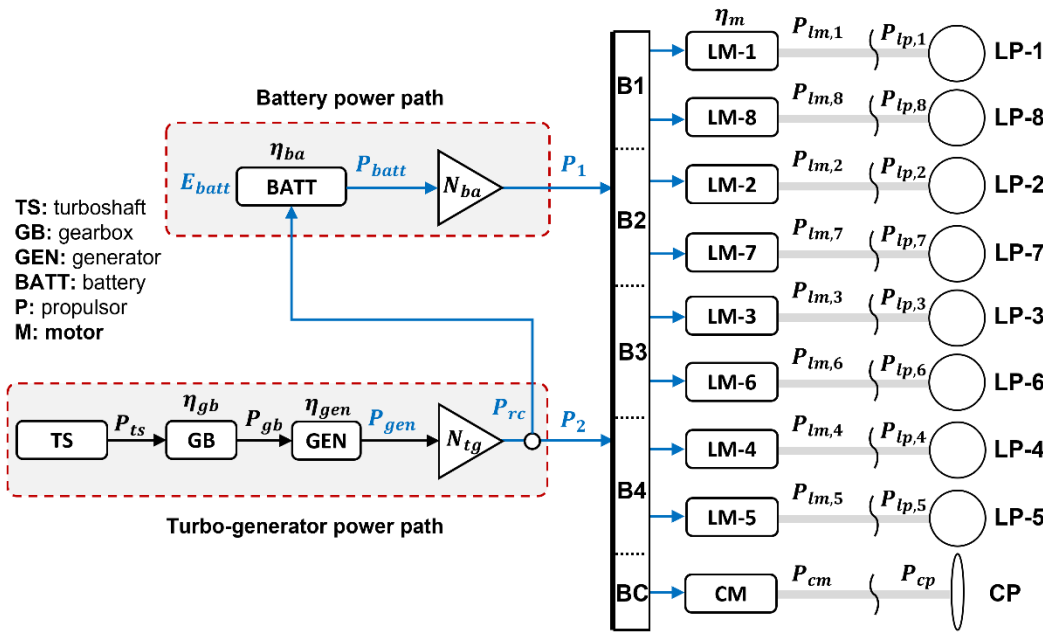 Battery power path
η_ba
E_batt
BATT
P_batt
N_ba
P_1
TS: turboshaft
GB: gearbox
GEN: generator
BATT: battery
P: propulsor
M: motor
TS
P_ts
η_gb
GB
P_gb
η_gen
GEN
P_gen
N_tg
P_rc
P_2
Turbo-generator power path
B1
B2
B3
B4
BC
η_m
LM-1
P_lm,1
P_lp,1
LP-1
LM-8
P_lm,8
P_lp,8
LP-8
LM-2
P_lm,2
P_lp,2
LP-2
LM-7
P_lm,7
P_lp,7
LP-7
LM-3
P_lm,3
P_lp,3
LP-3
LM-6
P_lm,6
P_lp,6
LP-6
LM-4
P_lm,4
P_lp,4
LP-4
LM-5
P_lm,5
P_lp,5
LP-5
CM
P_cm
P_cp
CP